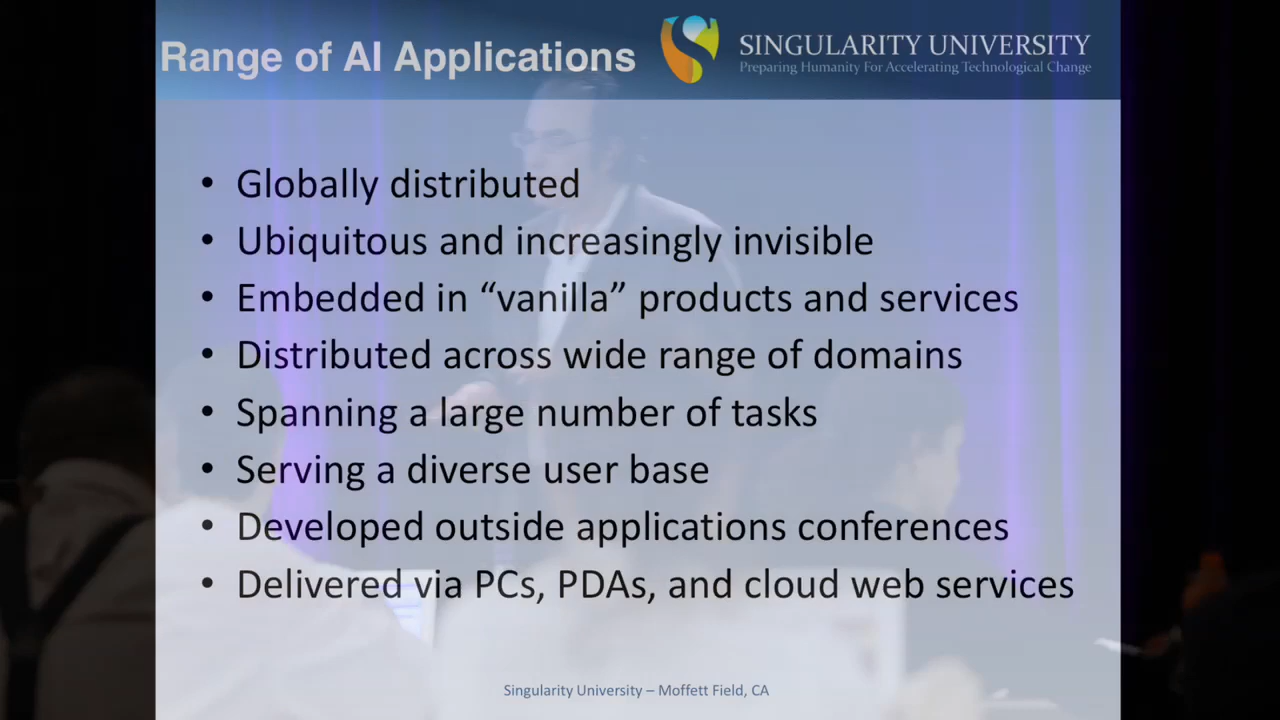 Range of AI Applications
SINGULARITY UNIVERSITY
Preparing Humanity For Accelerating Technological Change
• Globally distributed
• Ubiquitous and increasingly invisible
• Embedded in “vanilla” products and services
• Distributed across wide range of domains
• Spanning a large number of tasks
• Serving a diverse user base
• Developed outside applications conferences
• Delivered via PCs, PDAs, and cloud web services
Singularity University – Moffett Field, CA